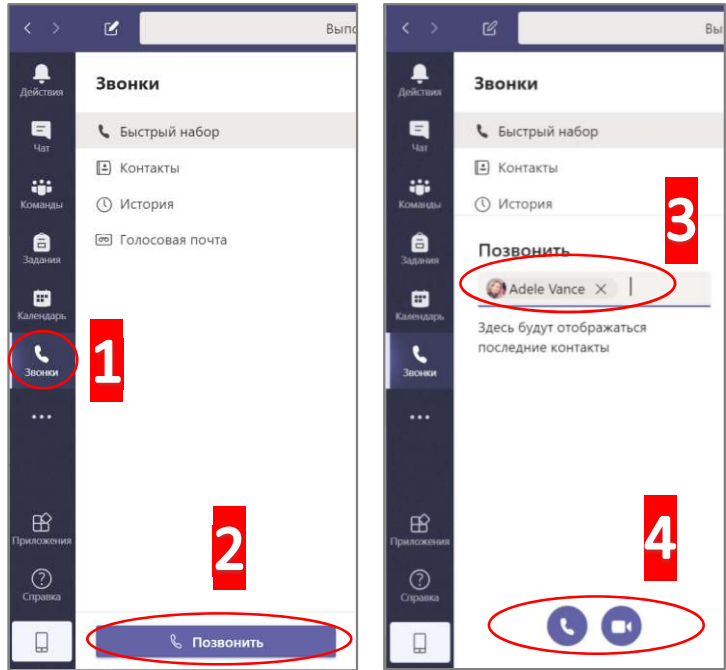 Выпо
Действия
Чат
Команды
Задания
Календарь
Звонки
Приложения
Справка
Звонки
Быстрый набор
Контакты
История
Голосовая почта
1
2
Позвонить
Вы
Действия
Чат
Команды
Задания
Календарь
Звонки
Приложения
Справка
Звонки
Быстрый набор
Контакты
История
3
Позвонить
Adele Vance
Здесь будут отображаться
последние контакты
4